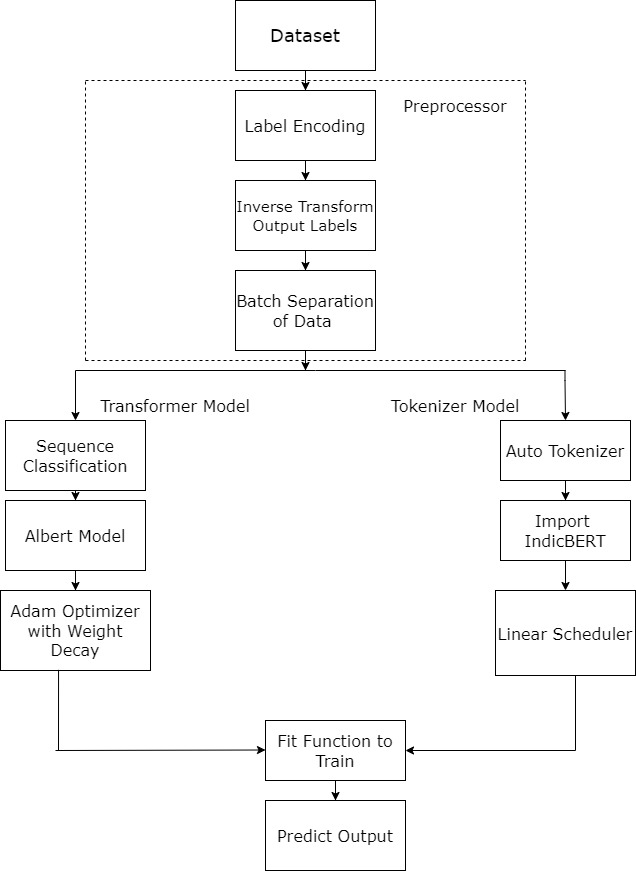 Dataset
Preprocessor
Label Encoding
Inverse Transform
Output Labels
Batch Separation
of Data
Transformer Model
Tokenizer Model
Sequence
Classification
Auto Tokenizer
Albert Model
Import
IndicBERT
Adam Optimizer
with Weight
Decay
Linear Scheduler
Fit Function to
Train
Predict Output